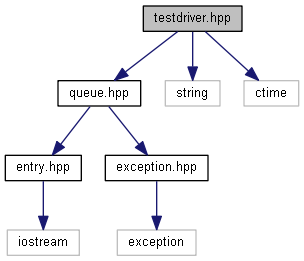 testdriver.hpp
queue.hpp
string
ctime
entry.hpp
exception.hpp
iostream
exception